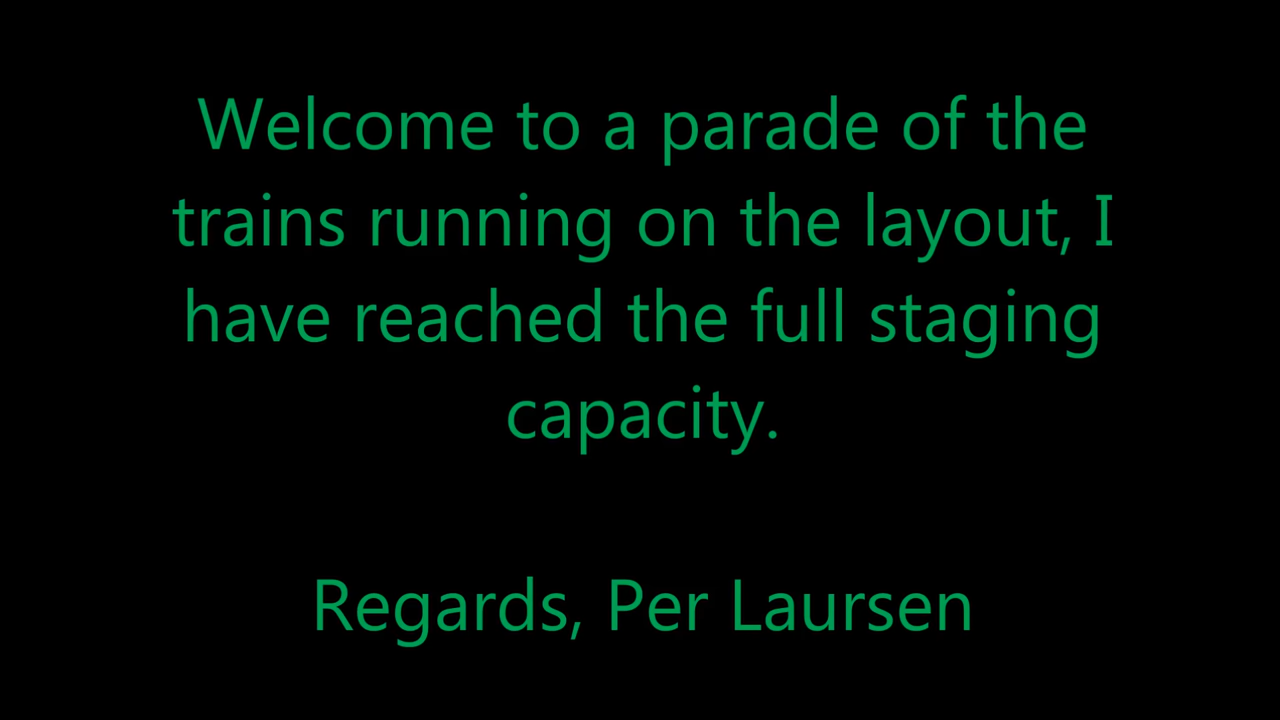 Welcome to a parade of the
trains running on the layout, I
have reached the full staging
capacity.
Regards, Per Laursen